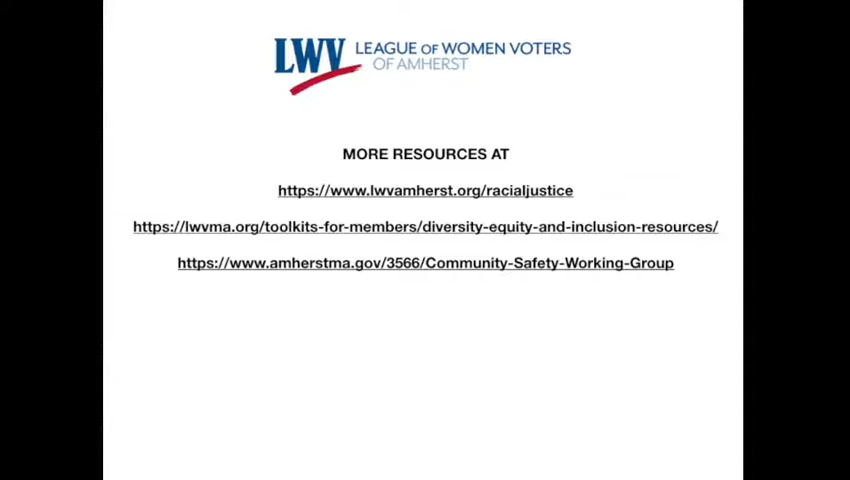 LWV LEAGUE OF WOMEN VOTERS
OF AMHERST
MORE RESOURCES AT
https://www.lwvamherst.org/racialjustice
https://lwvma.org/toolkits-for-members/diversity-equity-and-inclusion-resources/
https://www.amherstma.gov/3566/Community-Safety-Working-Group